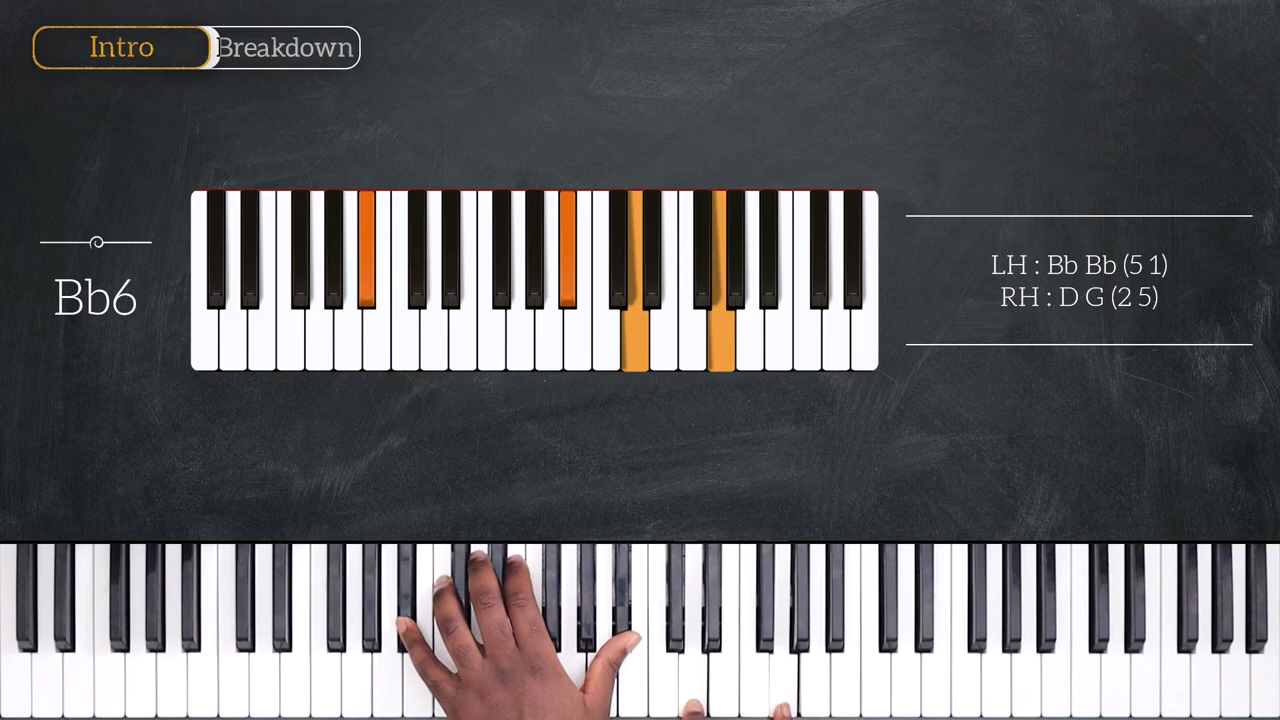 Intro
Breakdown
Bb6
LH : Bb Bb (5 1)
RH : D G (2 5)